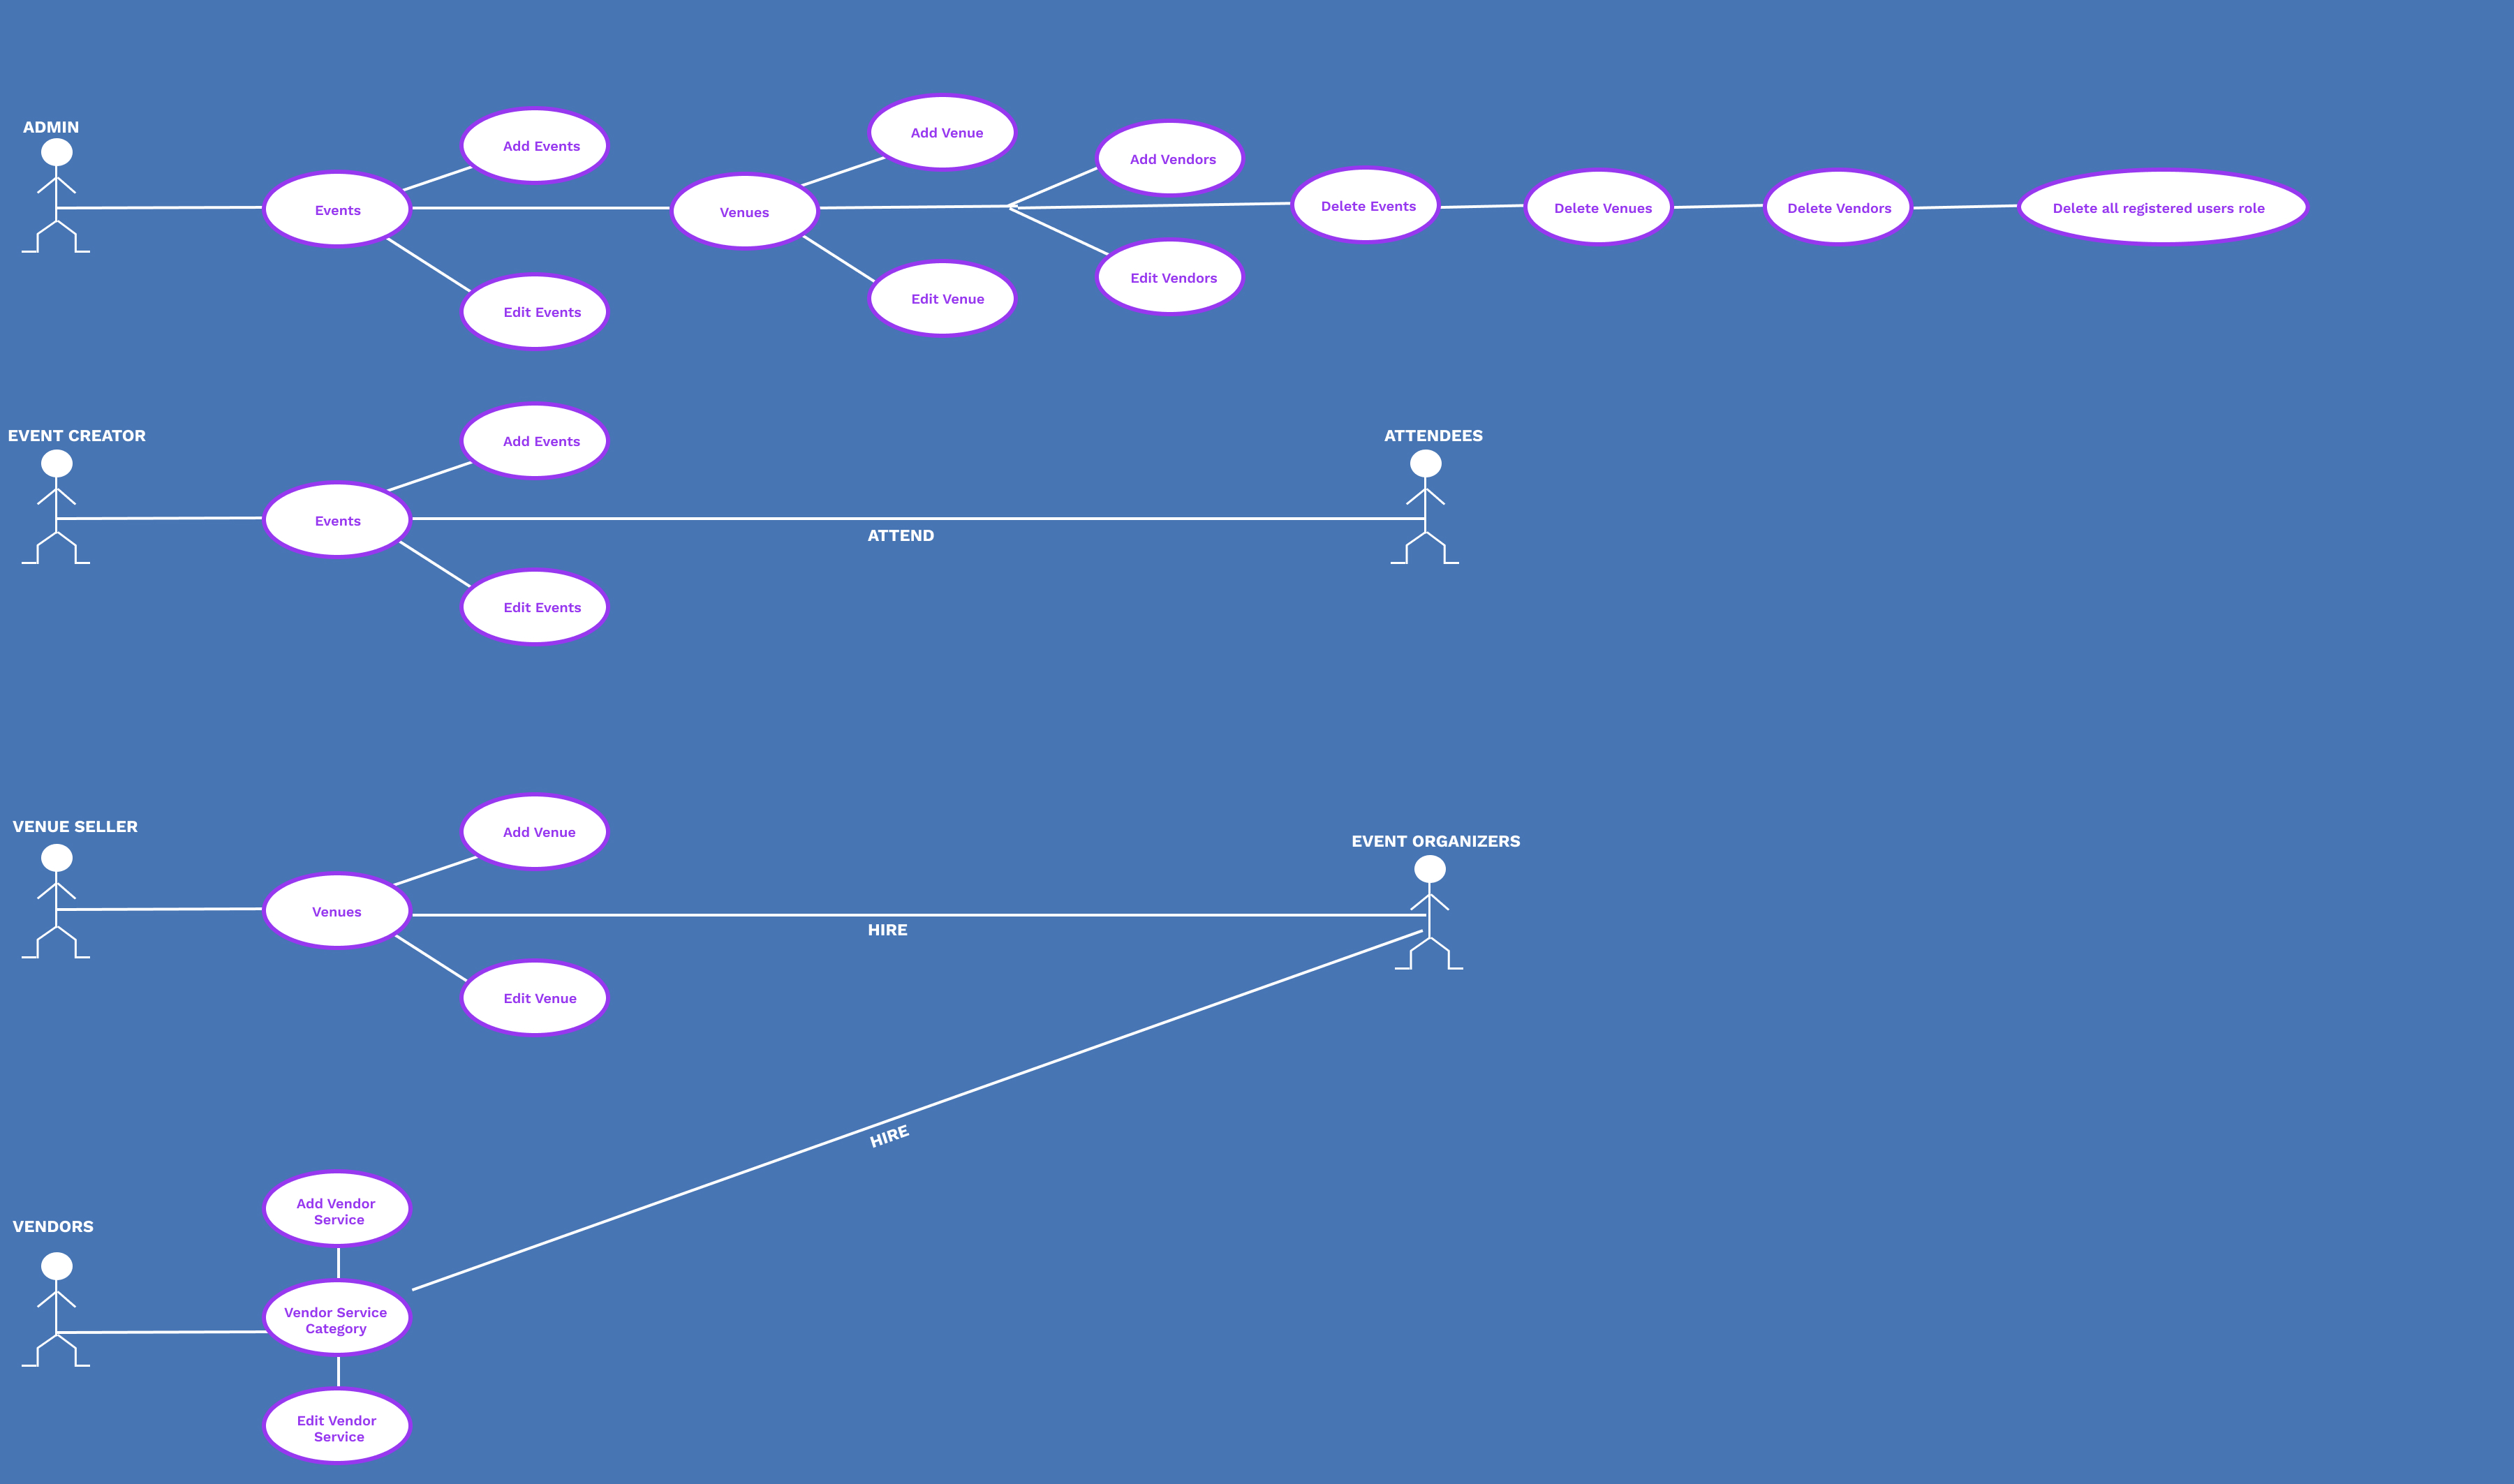 ADMIN
Add Events
Events
Edit Events
Add Venue
Venues
Edit Venue
Add Vendors
Edit Vendors
Delete Events
Delete Venues
Delete Vendors
Delete all registered users role
EVENT CREATOR
Add Events
Events
Edit Events
ATTEND
ATTENDEES
VENUE SELLER
Add Venue
Venues
Edit Venue
HIRE
EVENT ORGANIZERS
HIRE
VENDORS
Add Vendor
Service
Vendor Service
Category
Edit Vendor
Service